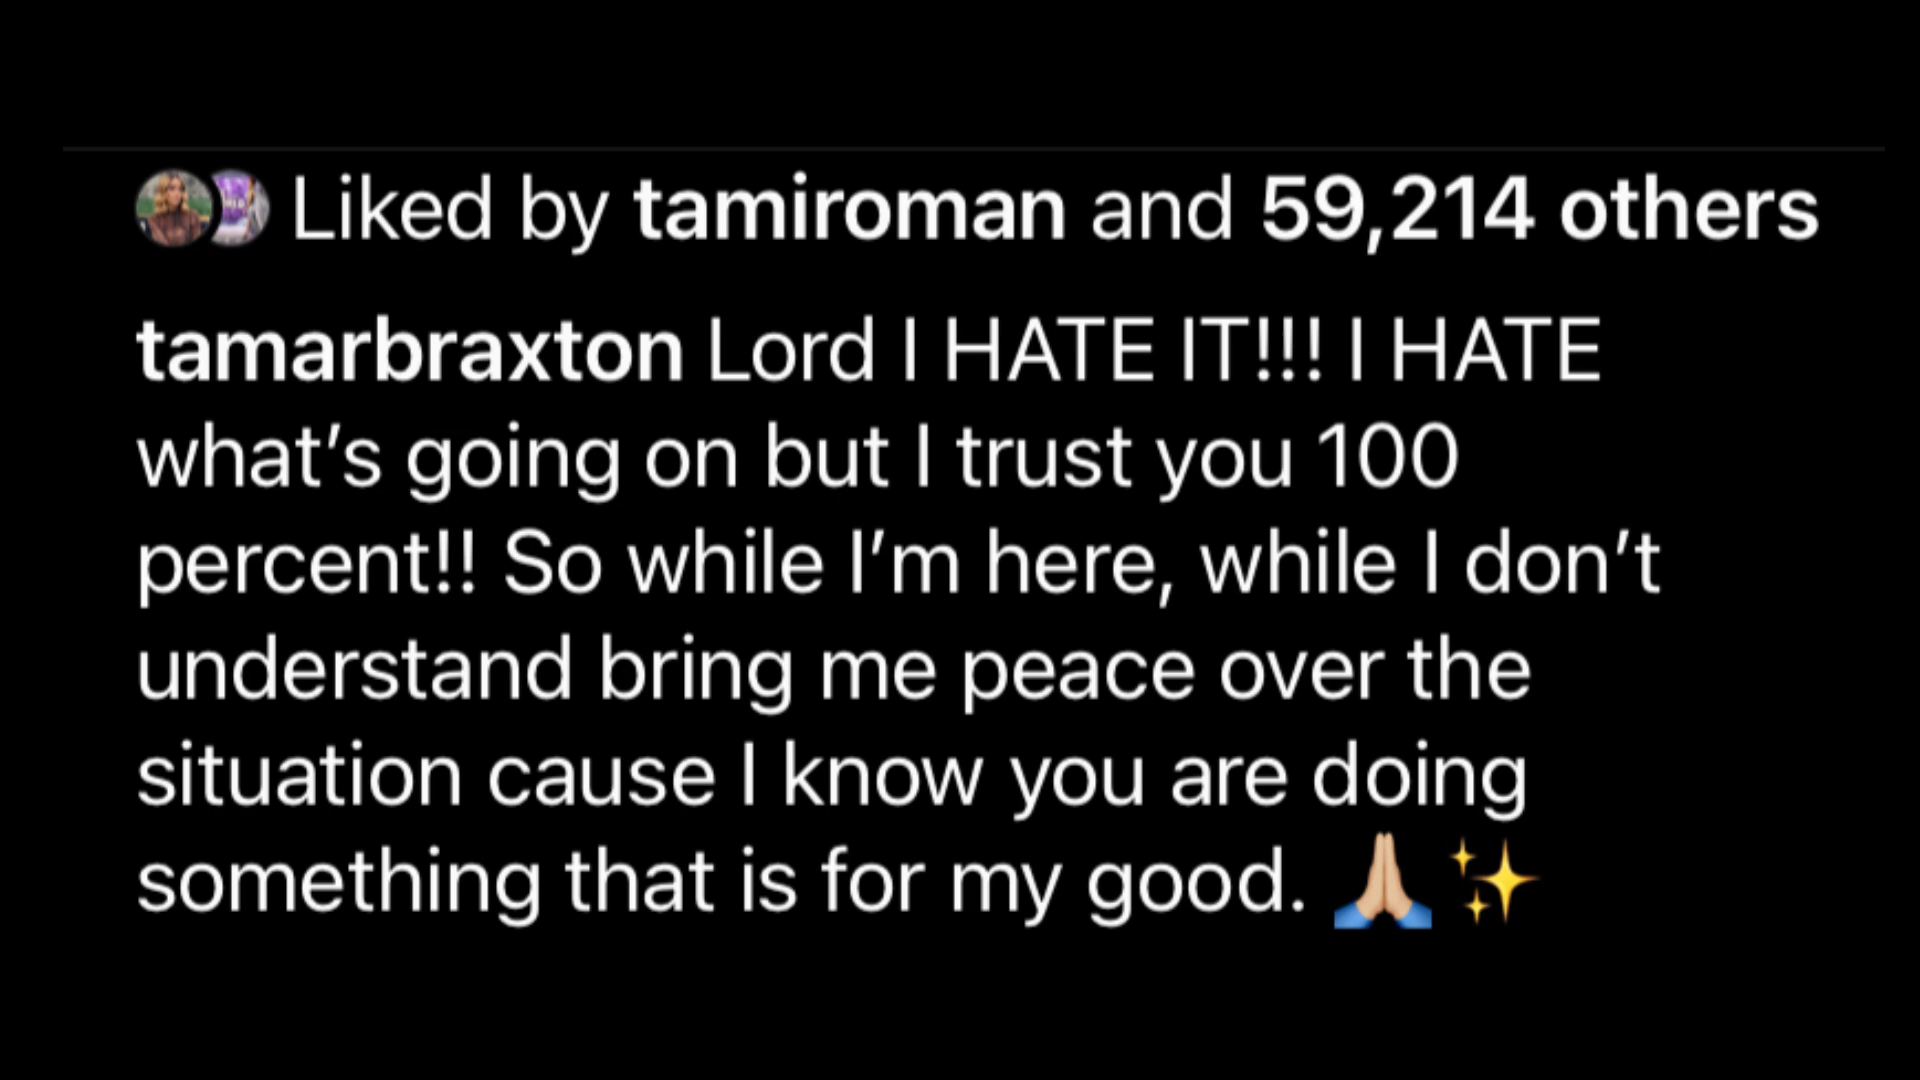 Liked by tamiroman and 59,214 others
tamarbraxton Lord I HATE IT!!! I HATE
what’s going on but I trust you 100
percent!! So while I’m here, while I don’t
understand bring me peace over the
situation cause I know you are doing
something that is for my good. 🙏🏼✨